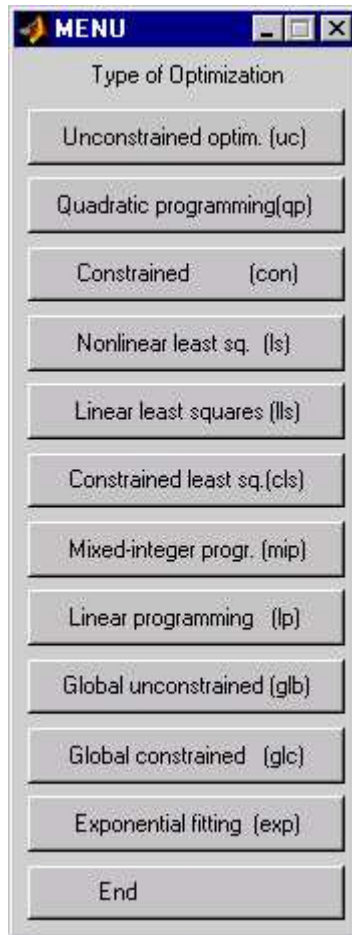 MENU
Type of Optimization
Unconstrained optim. (uc)
Quadratic programming(qp)
Constrained (con)
Nonlinear least sq. (ls)
Linear least squares (lls)
Constrained least sq.(cls)
Mixed-integer progr. (mip)
Linear programming (lp)
Global unconstrained (glb)
Global constrained (glc)
Exponential fitting (exp)
End